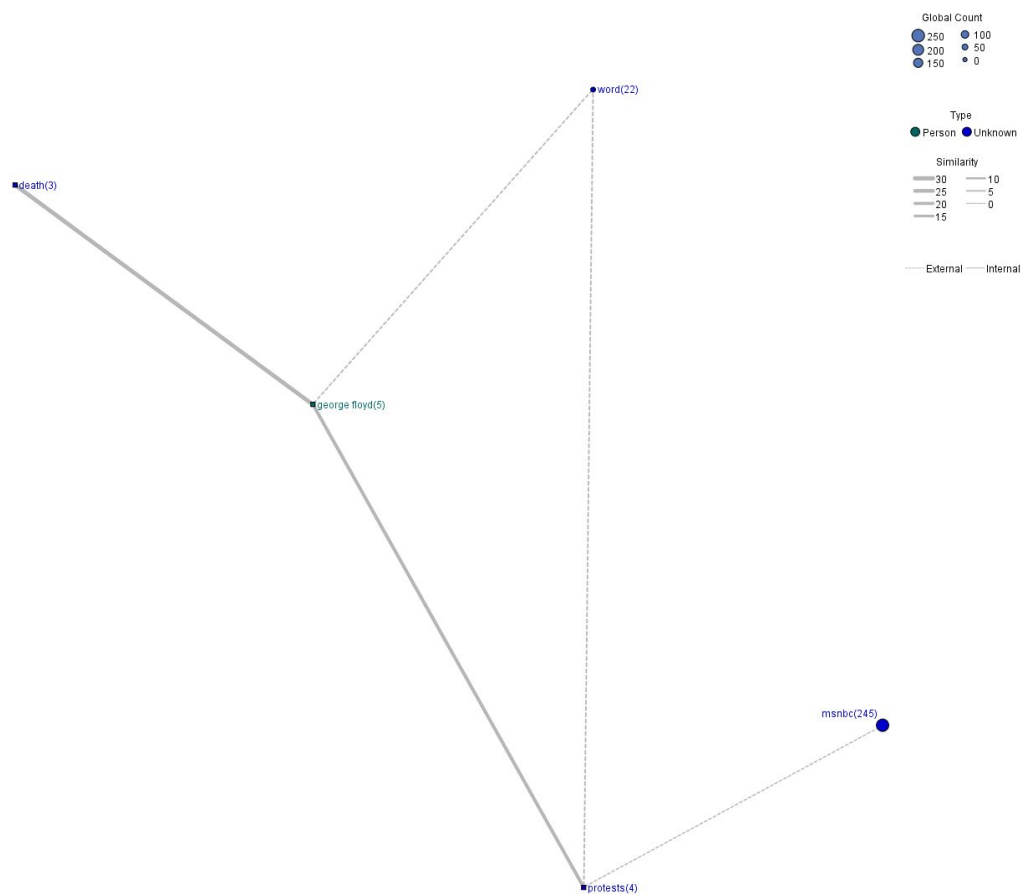 Global Count
250 100
200 50
150 0
word(22)
Type
Person Unknown
Similarity
30 10
25 5
20 0
15
death(3)
External Internal
george floyd(5)
msnbc(245)
protests(4)